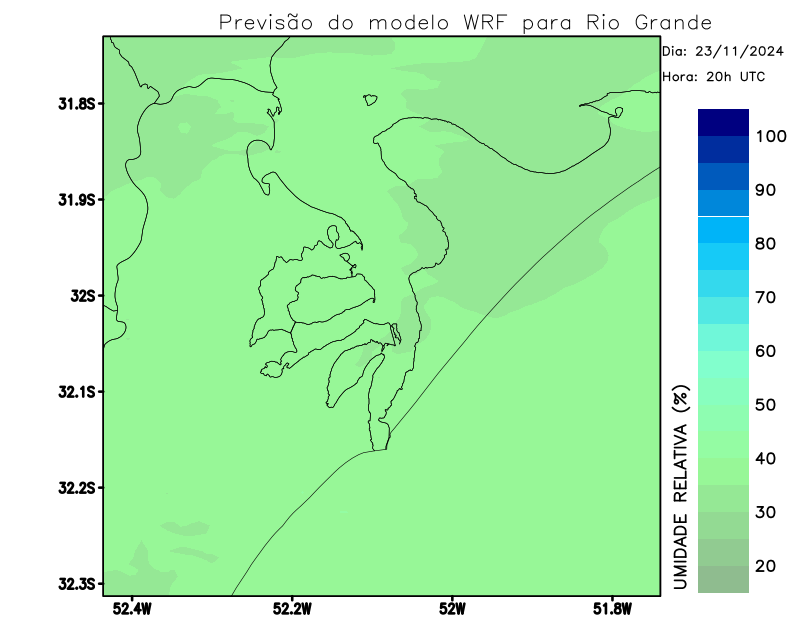 Previsão do modelo WRF para Rio Grande
Dia: 23/11/2024
Hora: 20h UTC
31.8S
31.9S
32S
32.1S
32.2S
32.3S
52.4W
52.2W
52W
51.8W
100
90
80
70
60
50
40
30
20
UMIDADE RELATIVA (%)